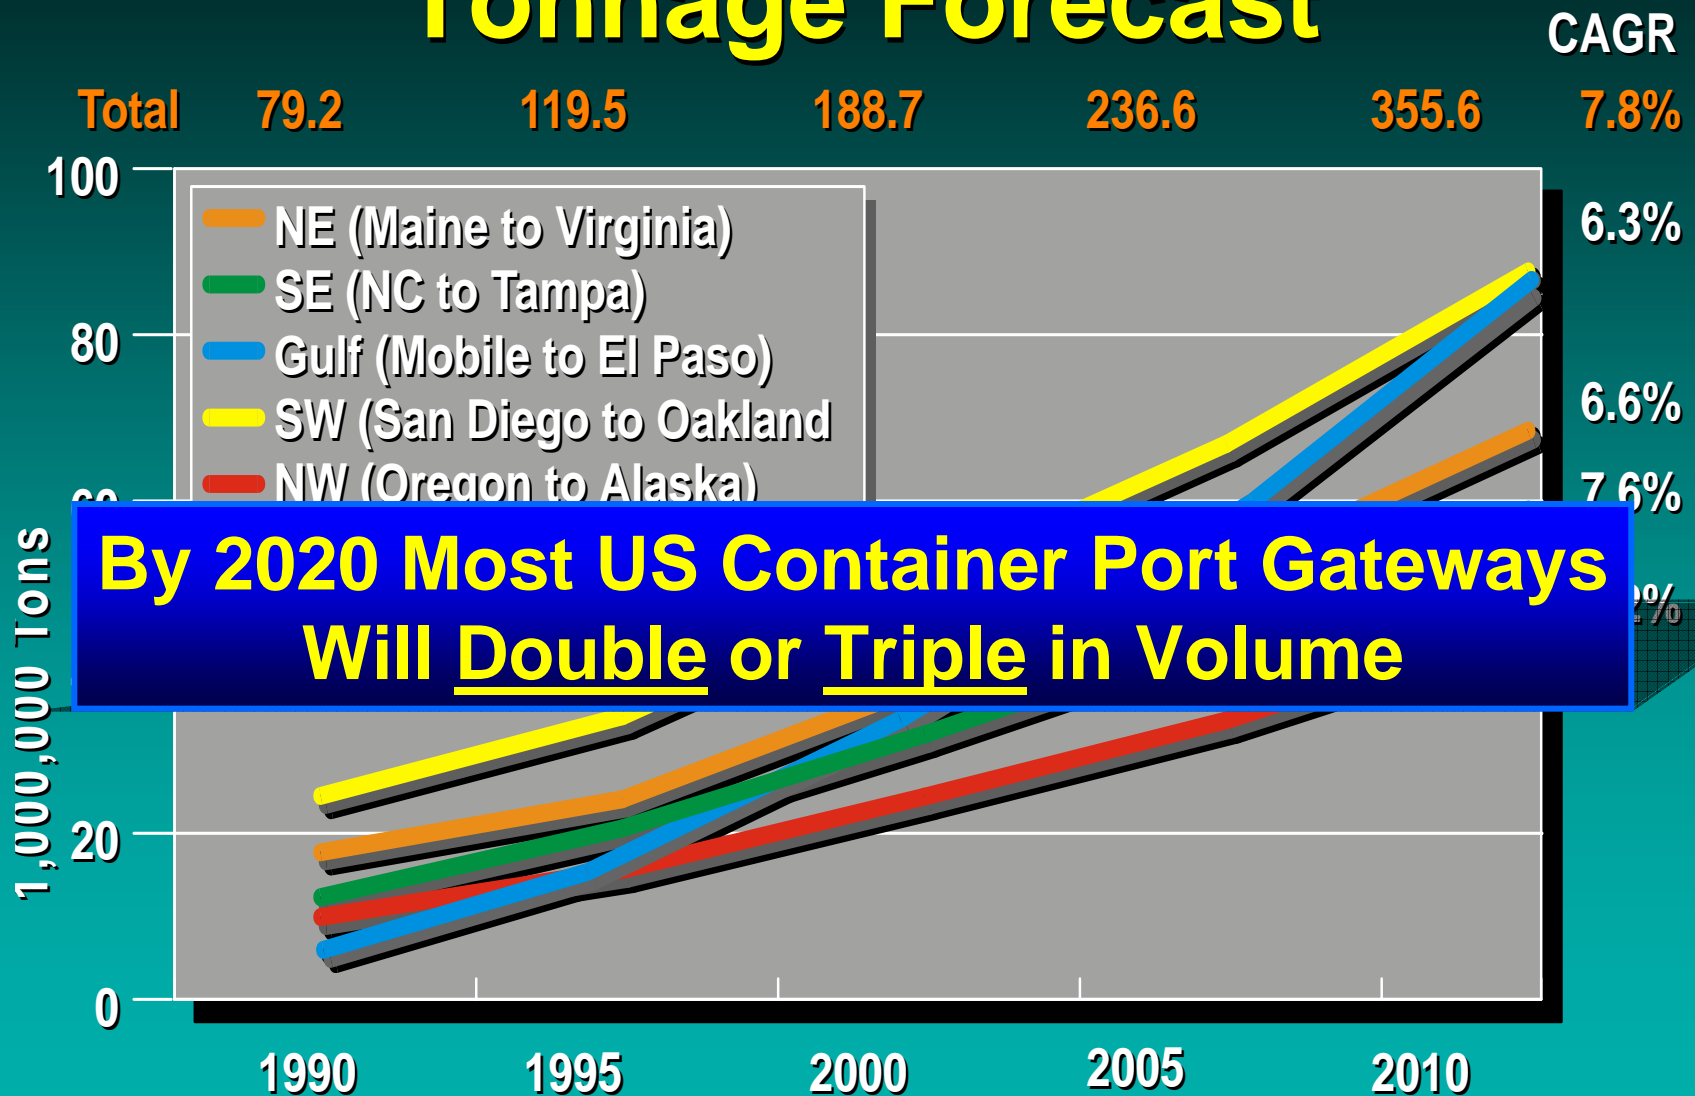 Tonnage Forecast
CAGR
Total 79.2 119.5 188.7 236.6 355.6 7.8%
100
NE (Maine to Virginia)
6.3%
SE (NC to Tampa)
80
Gulf (Mobile to El Paso)
SW (San Diego to Oakland
6.6%
NW (Oregon to Alaska)
60
7.6%
By 2020 Most US Container Port Gateways
Will Double or Triple in Volume
1,000,000 Tons
20
0
1990 1995 2000 2005 2010